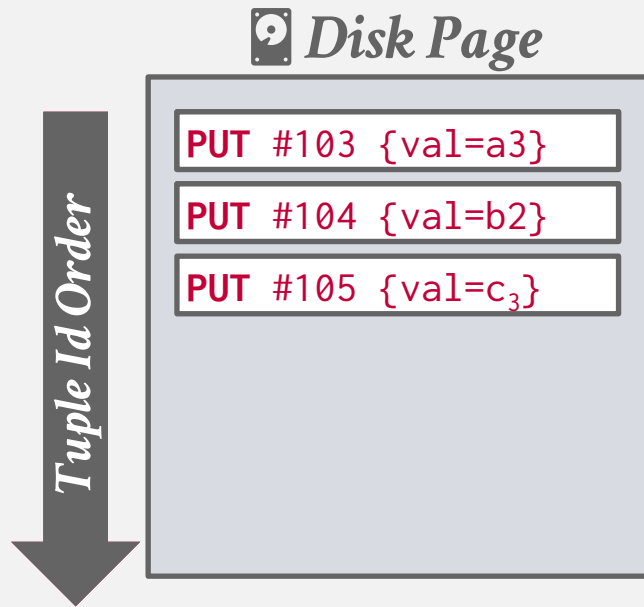 Disk Page
Tuple Id Order
PUT #103 {val=a3}
PUT #104 {val=b2}
PUT #105 {val=c₃}